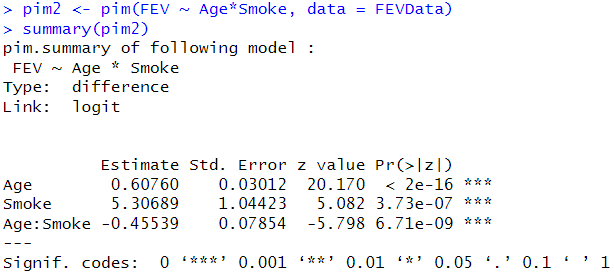 > pim2 <- pim(FEV ~ Age*Smoke, data = FEVData)
> summary(pim2)
pim.summary of following model :
 FEV ~ Age * Smoke
Type:  difference
Link:  logit
          Estimate Std. Error z value Pr(>|z|)
Age        0.60760    0.03012  20.170  < 2e-16 ***
Smoke      5.30689    1.04423   5.082 3.73e-07 ***
Age:Smoke -0.45539    0.07854  -5.798 6.71e-09 ***
---
Signif. codes:  0 ‘***’ 0.001 ‘**’ 0.01 ‘*’ 0.05 ‘.’ 0.1 ‘ ’ 1